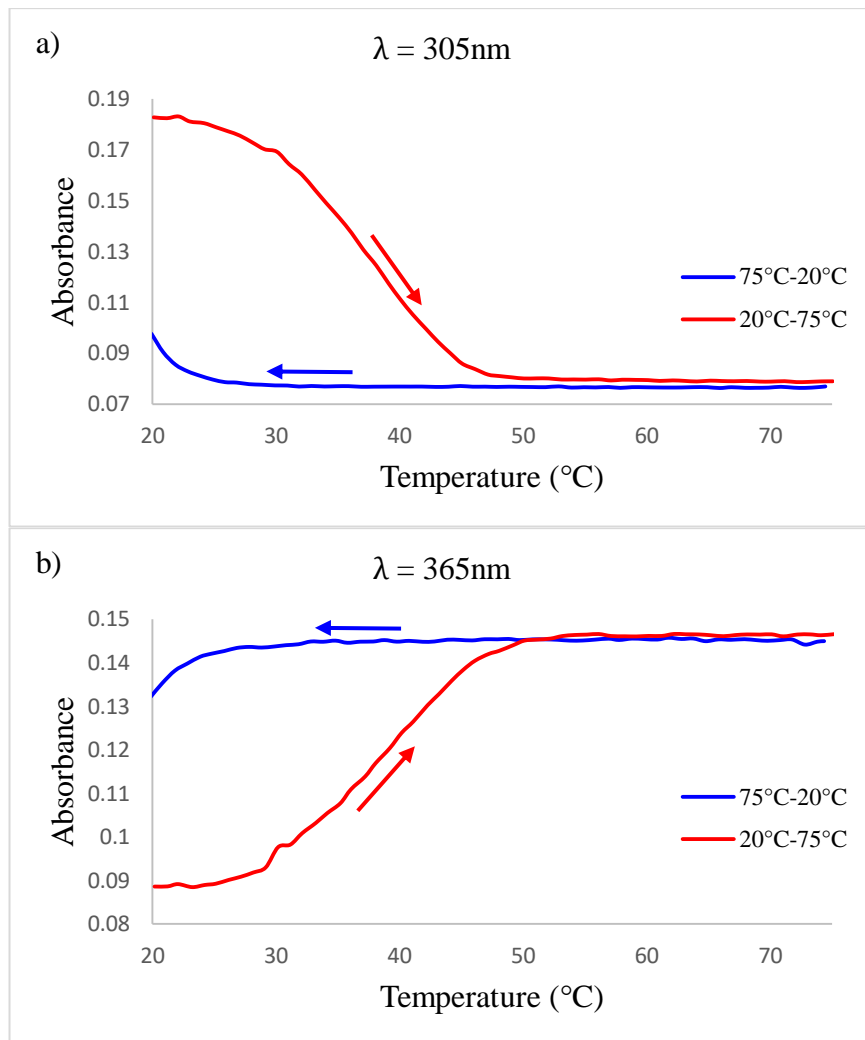 a)
λ = 305nm
0.19
0.17
0.15
0.13
0.11
0.09
0.07
Absorbance
75°C-20°C
20°C-75°C
20 30 40 50 60 70
Temperature (°C)
b)
λ = 365nm
0.15
0.14
0.13
0.12
0.11
0.1
0.09
0.08
Absorbance
75°C-20°C
20°C-75°C
20 30 40 50 60 70
Temperature (°C)